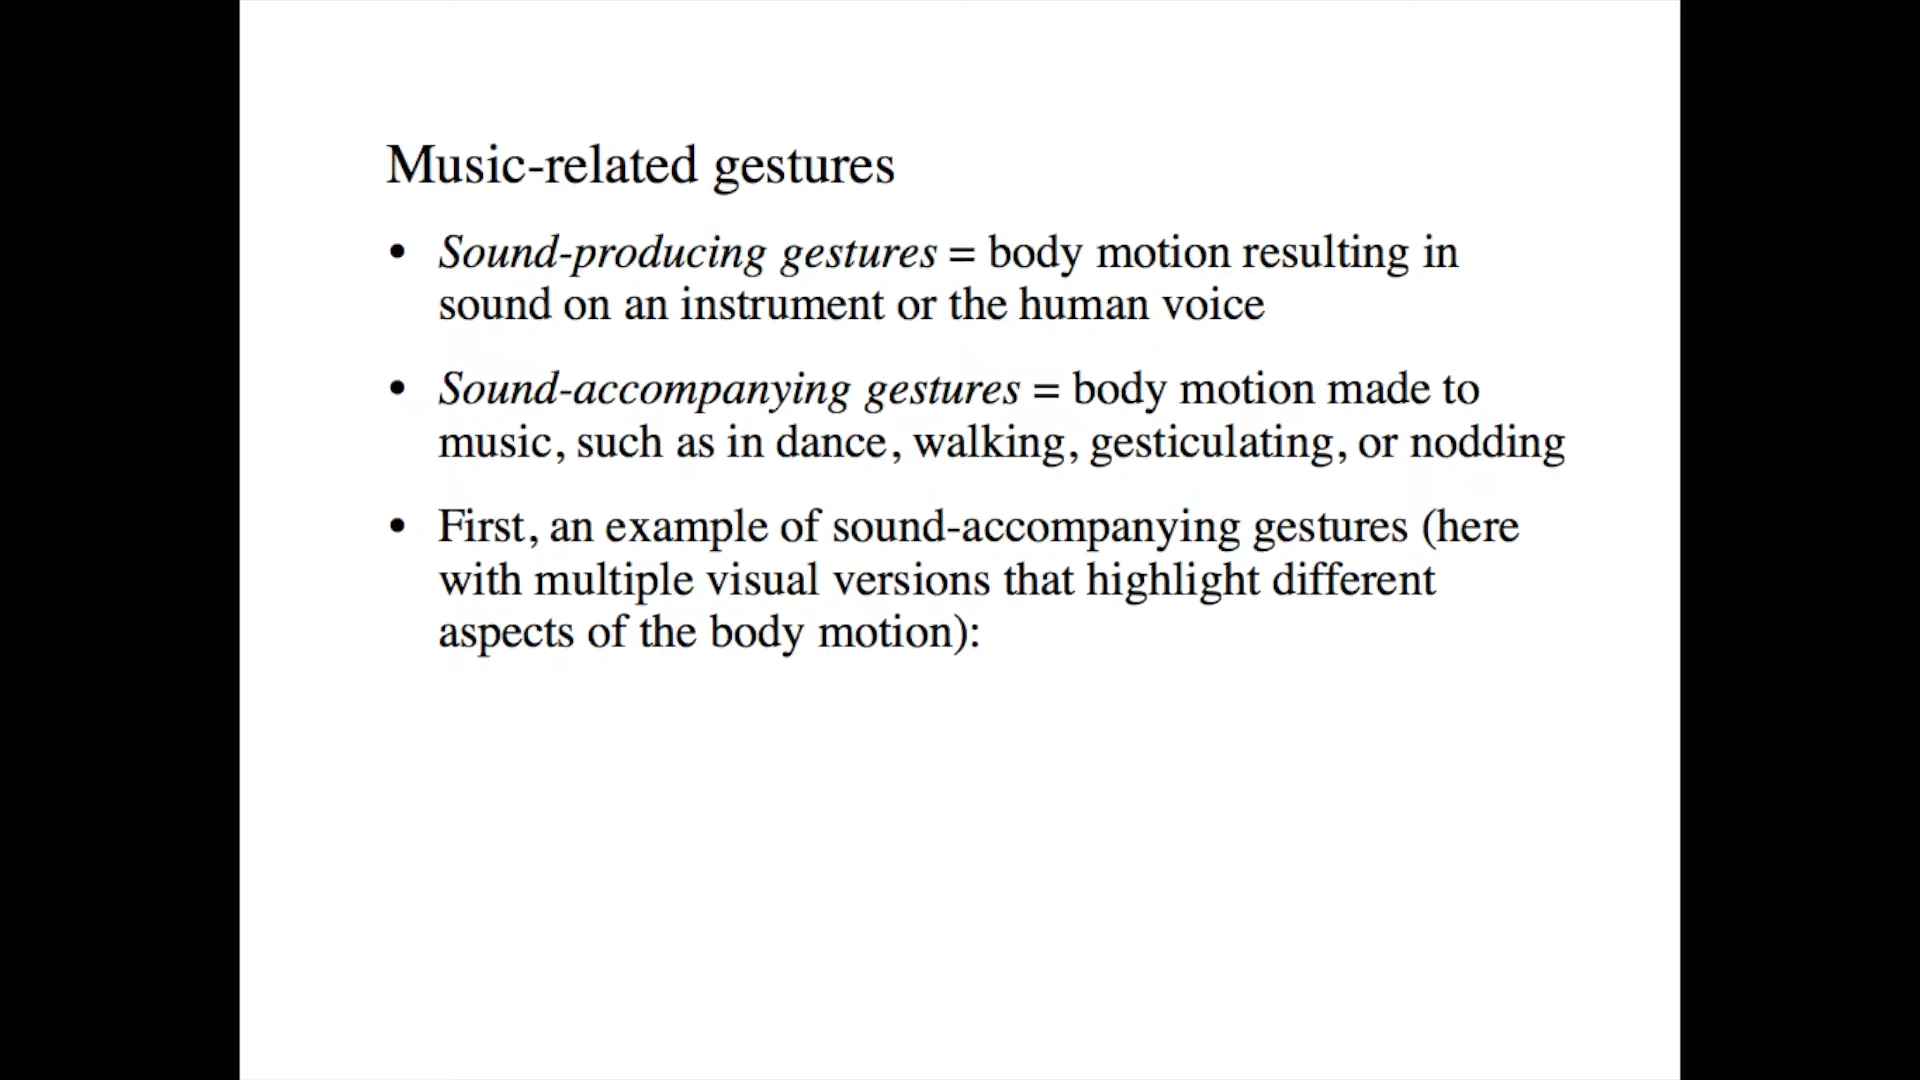 Music-related gestures
• Sound-producing gestures = body motion resulting in
sound on an instrument or the human voice
• Sound-accompanying gestures = body motion made to
music, such as in dance, walking, gesticulating, or nodding
• First, an example of sound-accompanying gestures (here
with multiple visual versions that highlight different
aspects of the body motion):